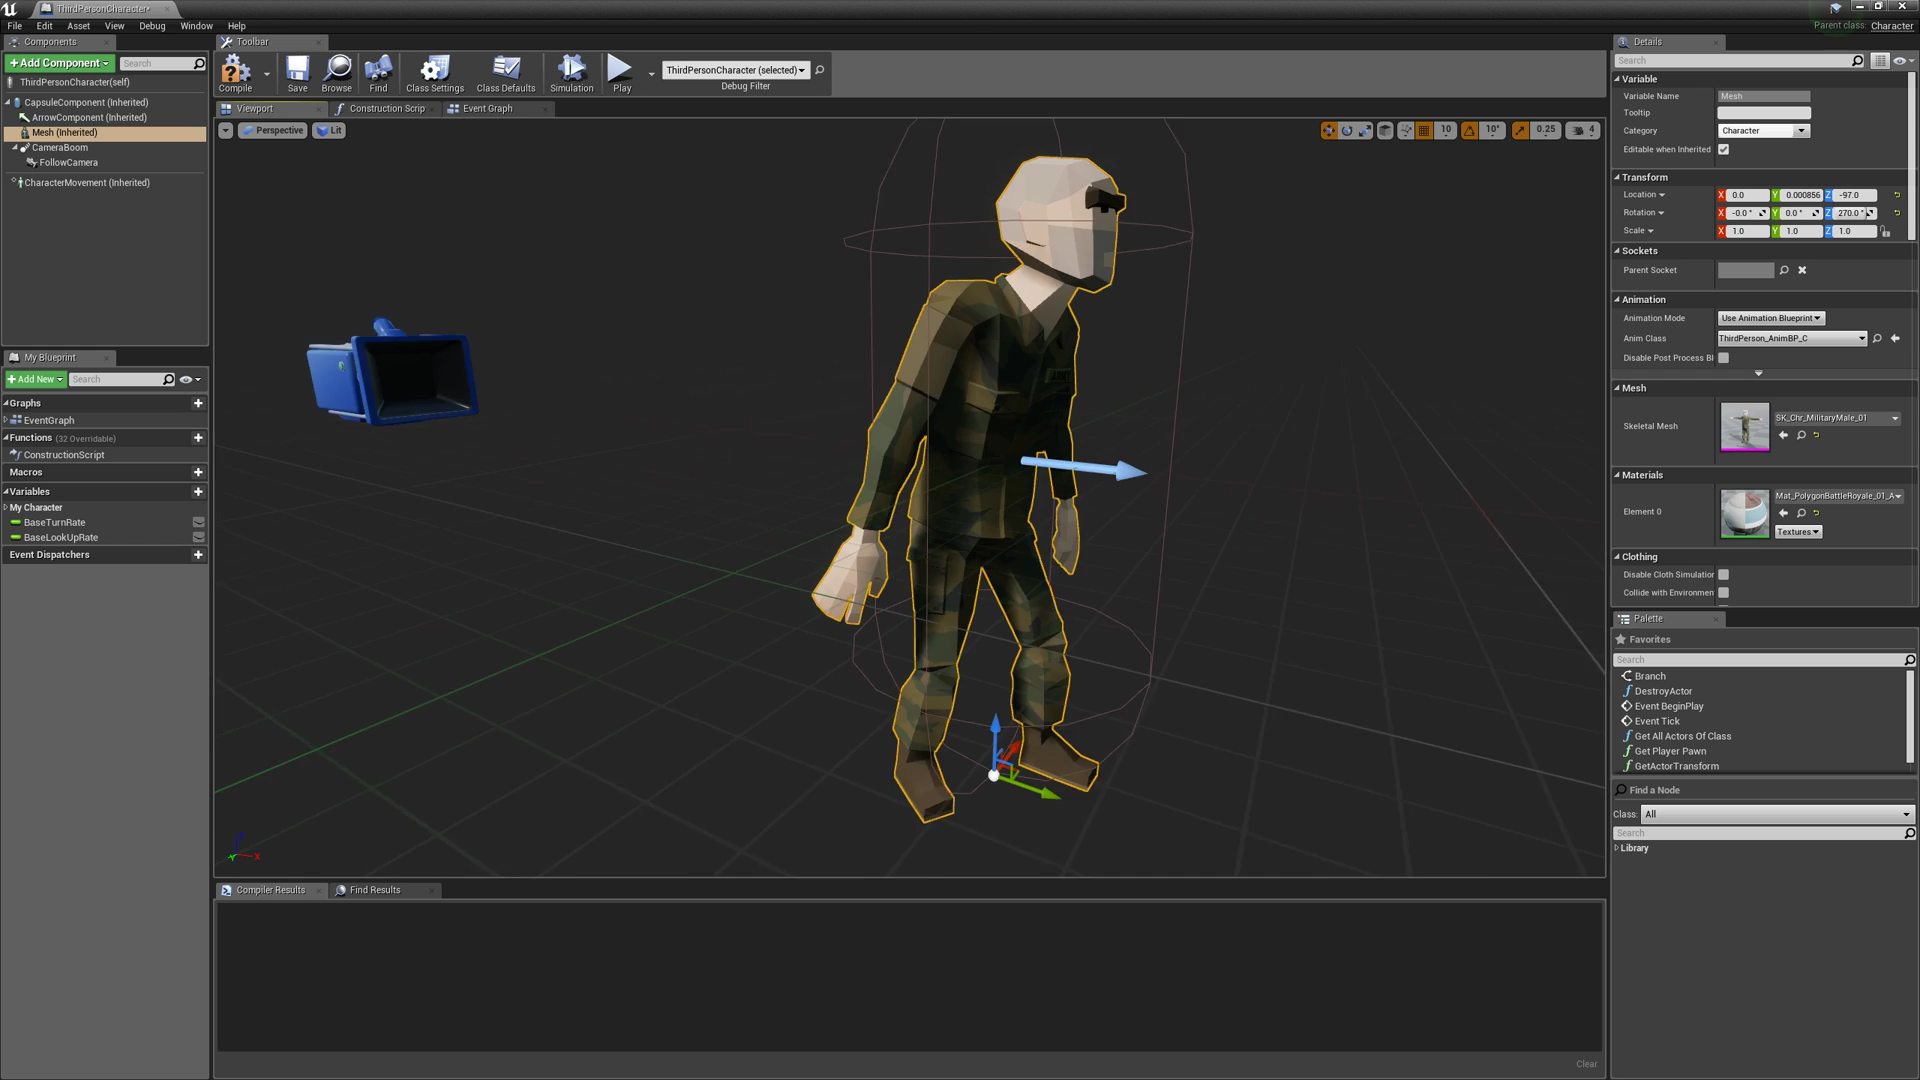 ThirdPersonCharacter*
File Edit Asset View Debug Window Help
Parent class: Character
Components
+Add Component
Search
ThirdPersonCharacter(self)
CapsuleComponent (Inherited)
ArrowComponent (Inherited)
Mesh (Inherited)
CameraBoom
FollowCamera
CharacterMovement (Inherited)
My Blueprint
+Add New
Search
Graphs
EventGraph
Functions (32 Overridable)
ConstructionScript
Macros
Variables
My Character
BaseTurnRate
BaseLookUpRate
Event Dispatchers
Toolbar
Compile
Save
Browse
Find
Class Settings
Class Defaults
Simulation
Play
ThirdPersonCharacter (selected)
Debug Filter
Viewport
Construction Scrip
Event Graph
Perspective
Lit
10
10°
0.25
4
Z
X
Y
Compiler Results
Find Results
Clear
Details
Search
Variable
Variable Name Mesh
Tooltip
Category Character
Editable when Inherited
Transform
Location X 0.0 Y 0.000856 Z -97.0
Rotation X -0.0 ° Y 0.0 ° Z 270.0 °
Scale X 1.0 Y 1.0 Z 1.0
Sockets
Parent Socket
Animation
Animation Mode Use Animation Blueprint
Anim Class ThirdPerson_AnimBP_C
Disable Post Process Bl
Mesh
Skeletal Mesh SK_Chr_MilitaryMale_01
Materials
Element 0 Mat_PolygonBattleRoyale_01_A
Textures
Clothing
Disable Cloth Simulation
Collide with Environmen
Palette
Favorites
Search
Branch
DestroyActor
Event BeginPlay
Event Tick
Get All Actors Of Class
Get Player Pawn
GetActorTransform
Find a Node
Class: All
Search
Library